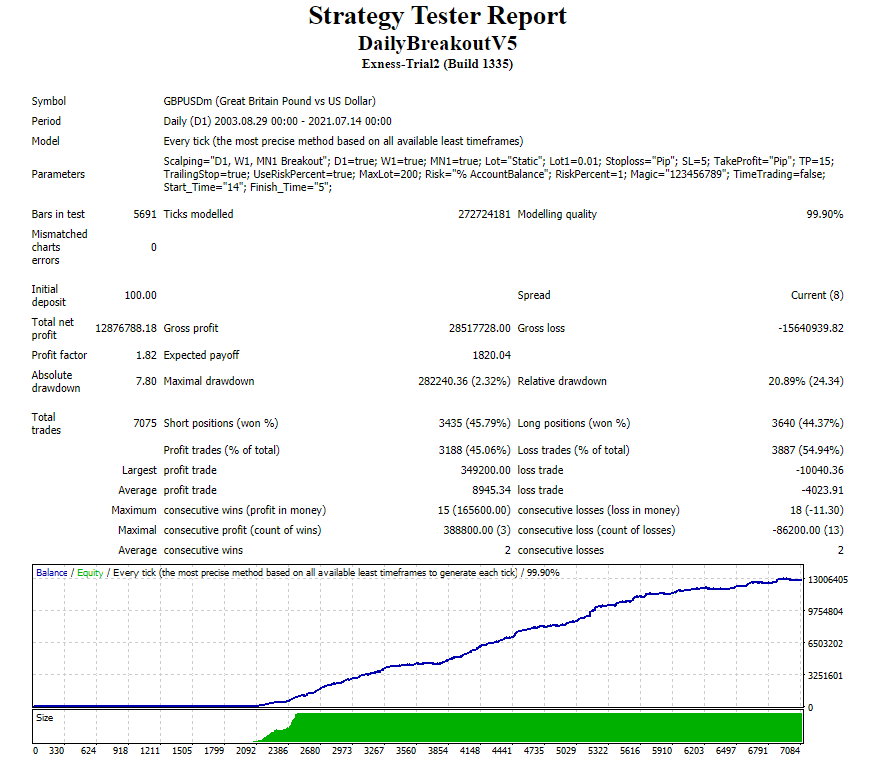 Strategy Tester Report
DailyBreakoutV5
Exness-Trial2 (Build 1335)
Symbol GBPUSDm (Great Britain Pound vs US Dollar)
Period Daily (D1) 2003.08.29 00:00 - 2021.07.14 00:00
Model Every tick (the most precise method based on all available least timeframes)
Parameters Scalping="D1, W1, MN1 Breakout"; D1=true; W1=true; MN1=true; Lot="Static"; Lot1=0.01; Stoploss="Pip"; SL=5; TakeProfit="Pip"; TP=15;
TrailingStop=true; UseRiskPercent=true; MaxLot=200; Risk="% AccountBalance"; RiskPercent=1; Magic="123456789"; TimeTrading=false;
Start_Time="14"; Finish_Time="5";
Bars in test 5691 Ticks modelled 272724181 Modelling quality 99.90%
Mismatched
charts
errors 0
Initial
deposit 100.00 Spread Current (8)
Total net
profit 12876788.18 Gross profit 28517728.00 Gross loss -15640939.82
Profit factor 1.82 Expected payoff 1820.04
Absolute
drawdown 7.80 Maximal drawdown 282240.36 (2.32%) Relative drawdown 20.89% (24.34)
Total
trades 7075 Short positions (won %) 3435 (45.79%) Long positions (won %) 3640 (44.37%)
Profit trades (% of total) 3188 (45.06%) Loss trades (% of total) 3887 (54.94%)
Largest profit trade 349200.00 loss trade -10040.36
Average profit trade 8945.34 loss trade -4023.91
Maximum consecutive wins (profit in money) 15 (165600.00) consecutive losses (loss in money) 18 (-11.30)
Maximal consecutive profit (count of wins) 388800.00 (3) consecutive loss (count of losses) -86200.00 (13)
Average consecutive wins 2 consecutive losses 2
Balance / Equity / Every tick (the most precise method based on all available least timeframes to generate each tick) / 99.90%
13006405
9754804
6503202
3251601
0
Size
0 330 624 918 1211 1505 1799 2092 2386 2680 2973 3267 3560 3854 4148 4441 4735 5029 5322 5616 5910 6203 6497 6791 7084